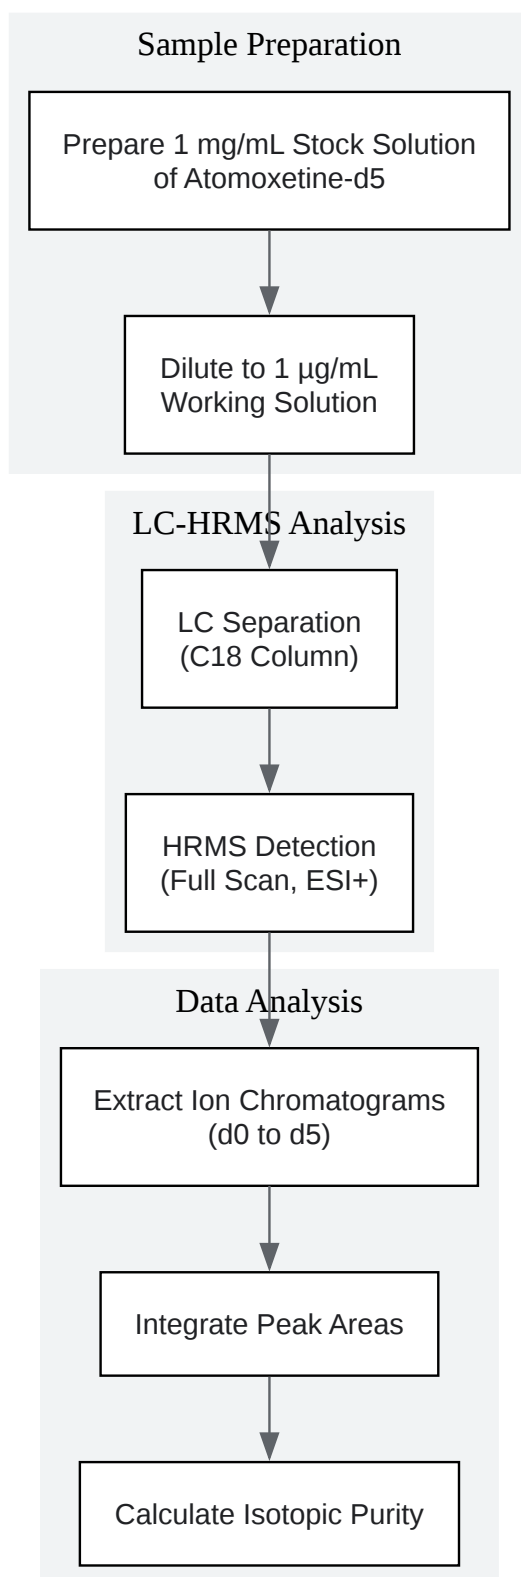 Sample Preparation
Prepare 1 mg/mL Stock Solution
of Atomoxetine-d5
Dilute to 1 µg/mL
Working Solution
LC-HRMS Analysis
LC Separation
(C18 Column)
HRMS Detection
(Full Scan, ESI+)
Data Analysis
Extract Ion Chromatograms
(d0 to d5)
Integrate Peak Areas
Calculate Isotopic Purity